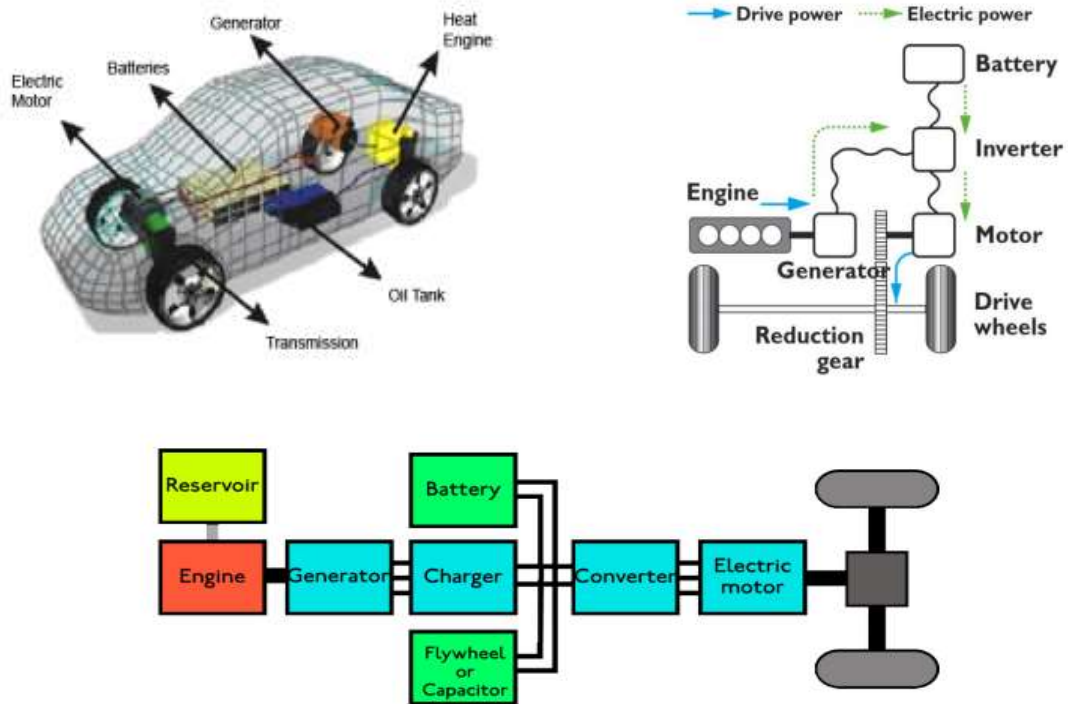 Generator
Heat
Engine
Batteries
Electric
Motor
Oil Tank
Transmission
Drive power
Electric power
Battery
Inverter
Engine
Motor
Generator
Drive
wheels
Reduction
gear
Reservoir
Battery
Engine
Generator
Charger
Converter
Electric
motor
Flywheel
or
Capacitor